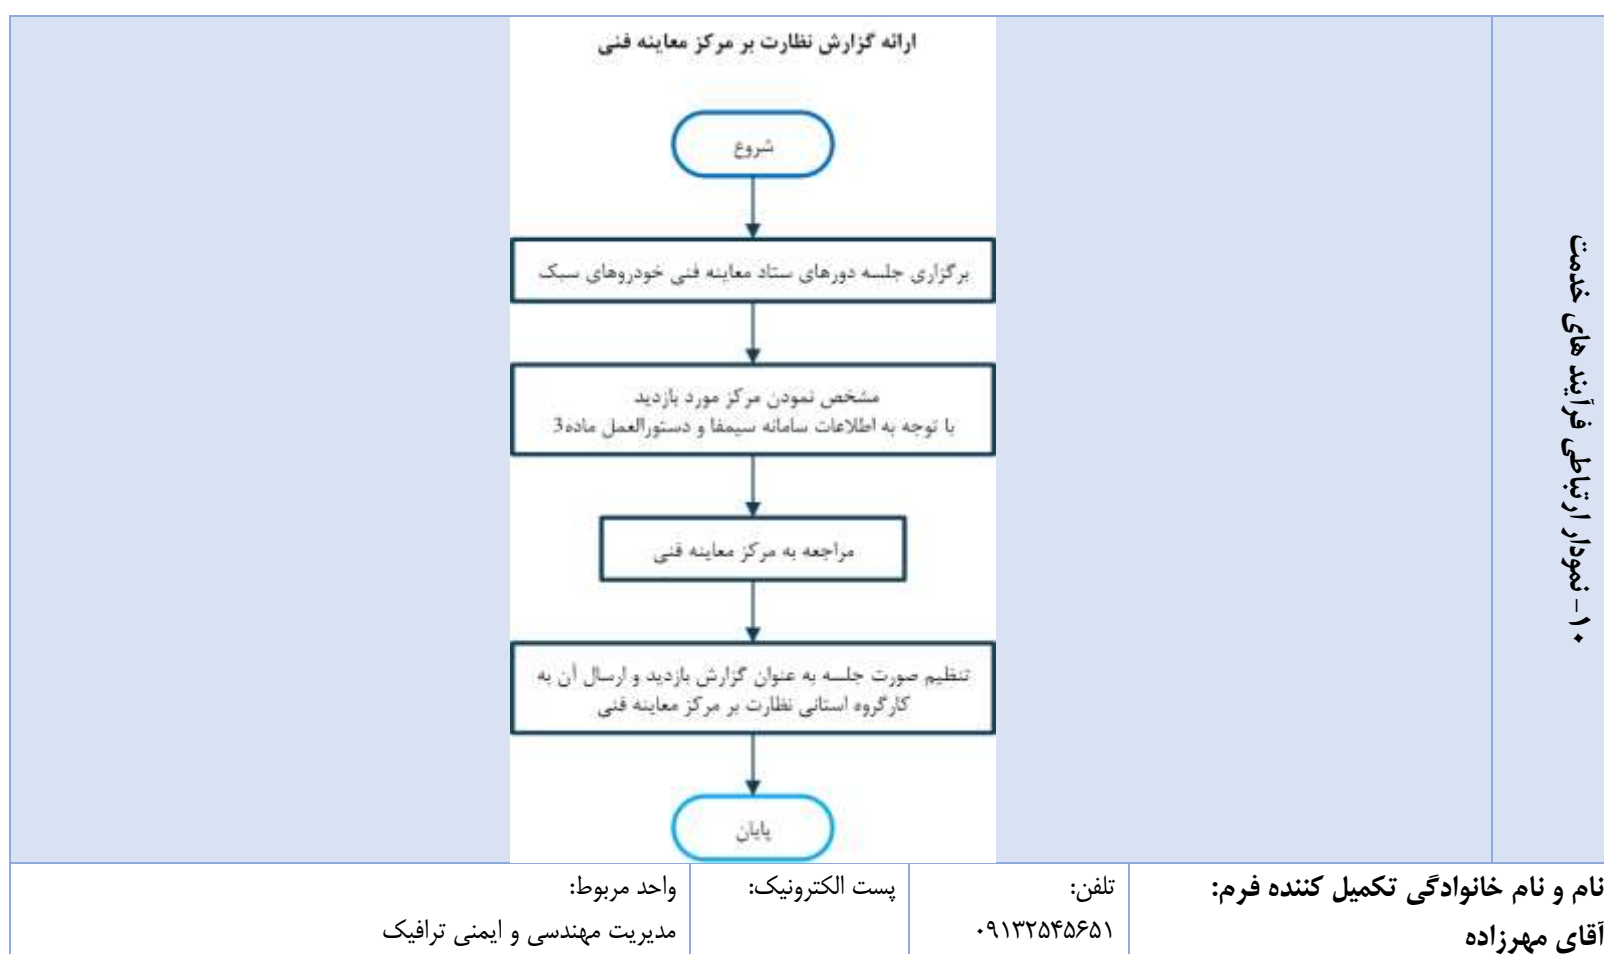 ارائه گزارش نظارت بر مرکز معاینه فنی
شروع
برگزاری جلسه دورهای ستاد معاینه فنی خودروهای سبک
مشخص نمودن مرکز مورد بازدید
با توجه به اطلاعات سامانه سیمفا و دستورالعمل ماده3
مراجعه به مرکز معاینه فنی
تنظیم صورت جلسه به عنوان گزارش بازدید و ارسال آن به
کارگروه استانی نظارت بر مرکز معاینه فنی
پایان
۱۰- نمودار ارتباطی فرآیند های خدمت
نام و نام خانوادگی تکمیل کننده فرم:
آقای مهرزاده
تلفن:
۰۹۱۳۲۵۴۵۶۵۱
پست الکترونیک:
واحد مربوط:
مدیریت مهندسی و ایمنی ترافیک